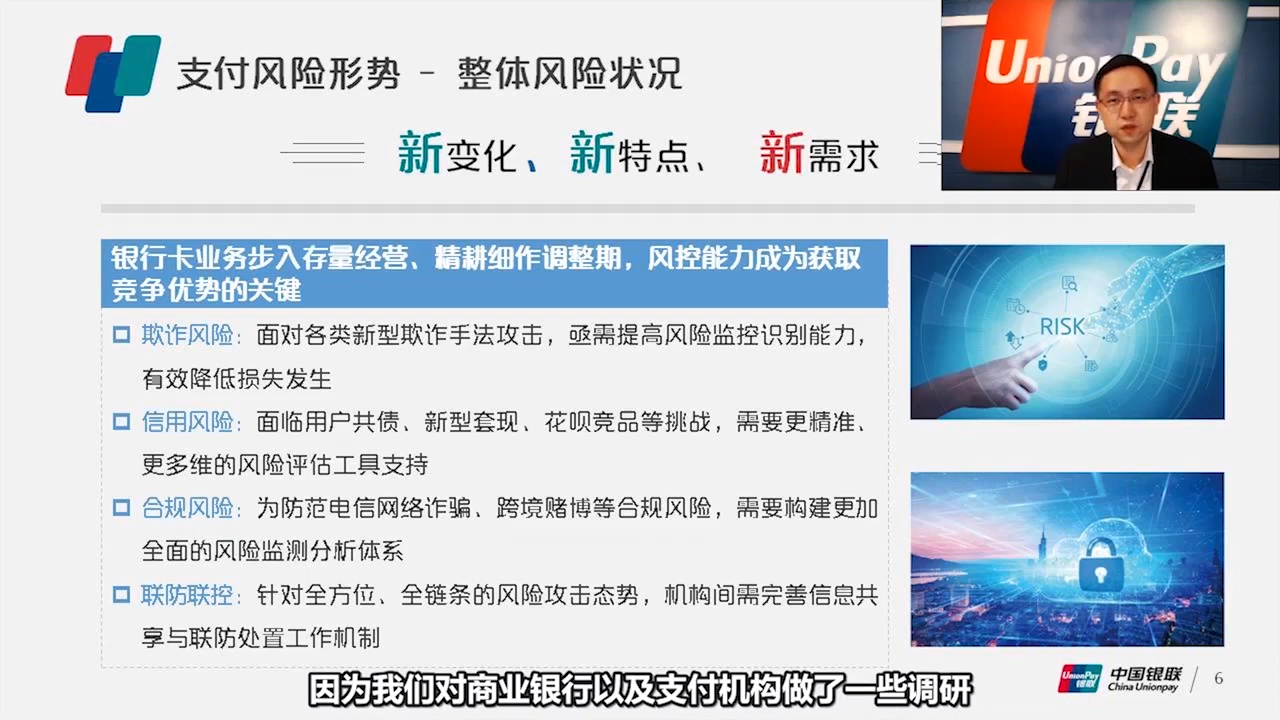 支付风险形势 - 整体风险状况
UnionPay
银联
新变化、新特点、 新需求
银行卡业务步入存量经营、精耕细作调整期，风控能力成为获取
竞争优势的关键
欺诈风险：面对各类新型欺诈手法攻击，亟需提高风险监控识别能力，
有效降低损失发生
信用风险：面临用户共债、新型套现、花呗竞品等挑战，需要更精准、
更多维的风险评估工具支持
合规风险：为防范电信网络诈骗、跨境赌博等合规风险，需要构建更加
全面的风险监测分析体系
联防联控：针对全方位、全链条的风险攻击态势，机构间需完善信息共
享与联防处置工作机制
RISK
UnionPay
银联
中国银联
China Unionpay
6
因为我们对商业银行以及支付机构做了一些调研